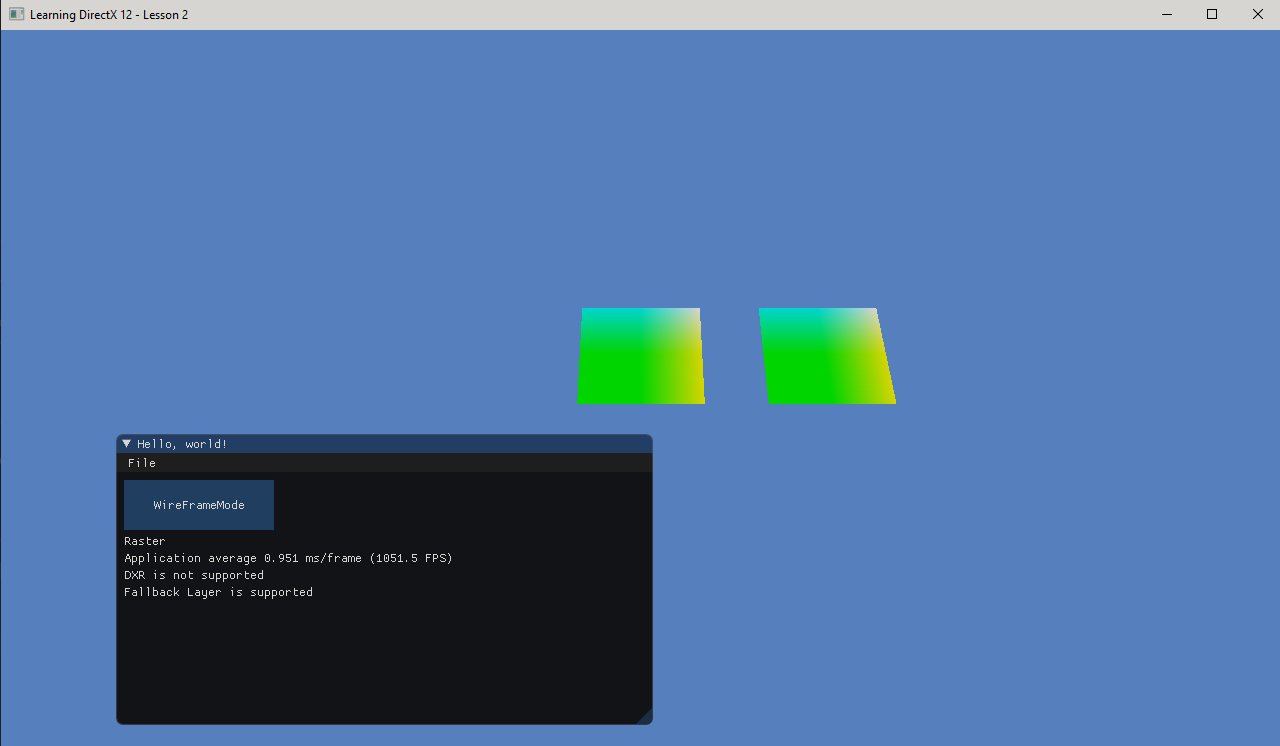 Learning DirectX 12 - Lesson 2
Hello, world!
File
WireFrameMode
Raster
Application average 0.951 ms/frame (1051.5 FPS)
DXR is not supported
Fallback Layer is supported